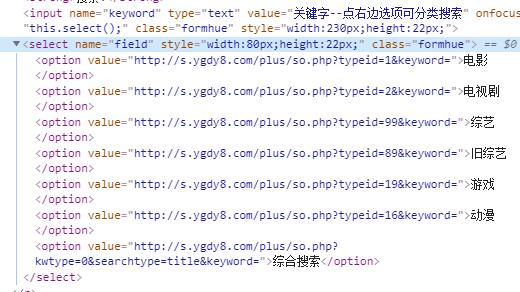 <input name="keyword" type="text" value="关键字--点右边选项可分类搜索" onfocus=
"this.select();" class="formhue" style="width:230px;height:22px;">
▼<select name="field" style="width:80px;height:22px;" class="formhue"> == $0
<option value="http://s.ygdy8.com/plus/so.php?typeid=1&keyword=">电影
</option>
<option value="http://s.ygdy8.com/plus/so.php?typeid=2&keyword=">电视剧
</option>
<option value="http://s.ygdy8.com/plus/so.php?typeid=99&keyword=">综艺
</option>
<option value="http://s.ygdy8.com/plus/so.php?typeid=89&keyword=">旧综艺
</option>
<option value="http://s.ygdy8.com/plus/so.php?typeid=19&keyword=">游戏
</option>
<option value="http://s.ygdy8.com/plus/so.php?typeid=16&keyword=">动漫
</option>
<option value="http://s.ygdy8.com/plus/so.php?
kwtype=0&searchtype=title&keyword=">综合搜索</option>
</select>